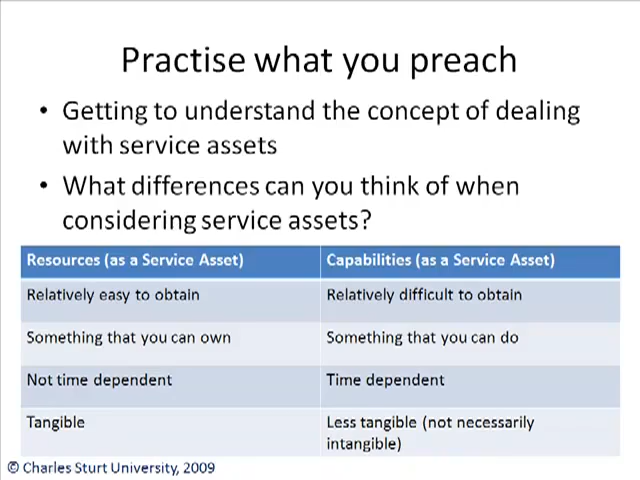 Practise what you preach
• Getting to understand the concept of dealing
with service assets
• What differences can you think of when
considering service assets?
Resources (as a Service Asset) Capabilities (as a Service Asset)
Relatively easy to obtain Relatively difficult to obtain
Something that you can own Something that you can do
Not time dependent Time dependent
Tangible Less tangible (not necessarily
intangible)
© Charles Sturt University, 2009